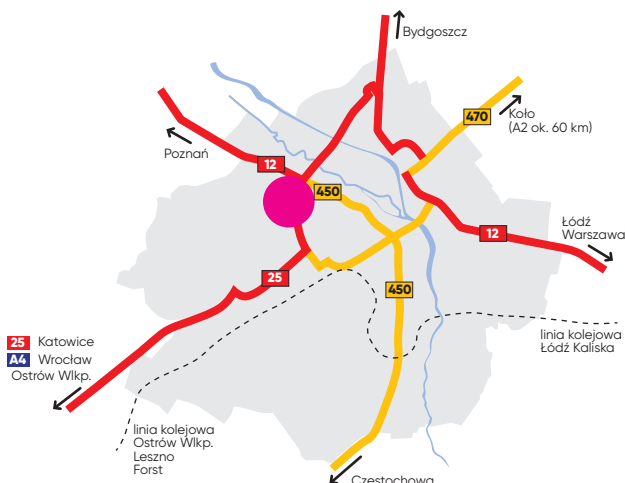 Bydgoszcz
470
Koło
(A2 ok. 60 km)
Poznań
12
450
Łódź
Warszawa
12
25
450
25 Katowice
A4 Wrocław
Ostrów Wlkp.
linia kolejowa
Łódź Kaliska
linia kolejowa
Ostrów Wlkp.
Leszno
Forst
Częstochowa